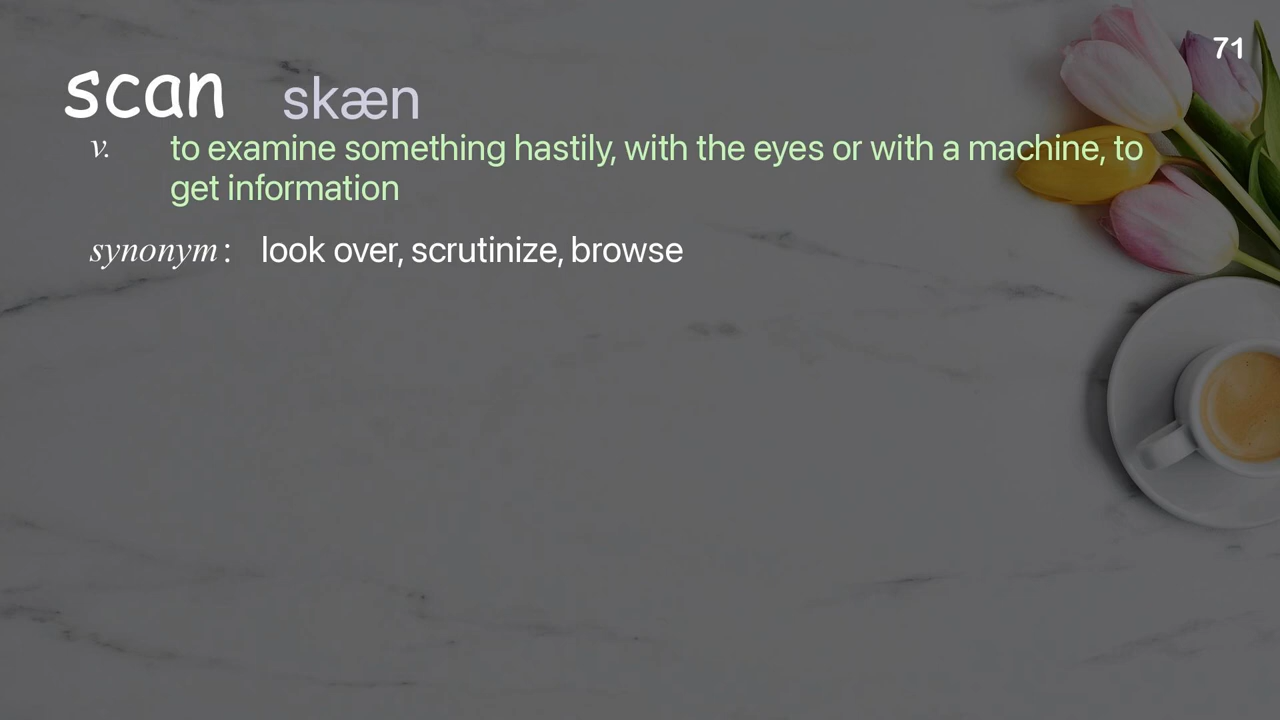 71
scan skæn
v. to examine something hastily, with the eyes or with a machine, to
get information
synonym : look over, scrutinize, browse